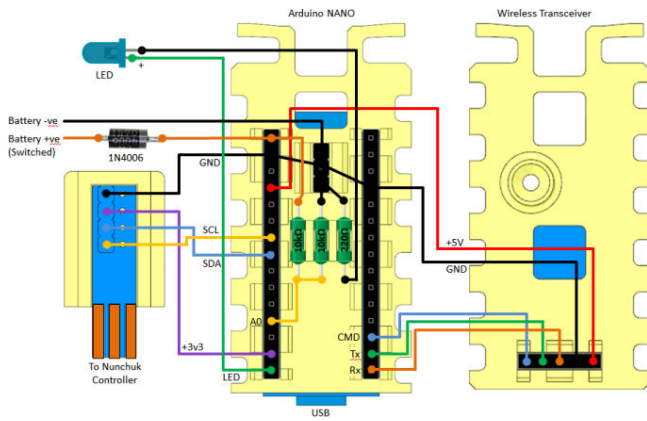 Arduino NANO
Wireless Transceiver
LED
+
Battery -ve
Battery +ve
(Switched)
1N4006
GND
SCL
SDA
10kΩ
10kΩ
220Ω
+5V
GND
A0
CMD
+3v3
Tx
To Nunchuk
Controller
LED
Rx
USB